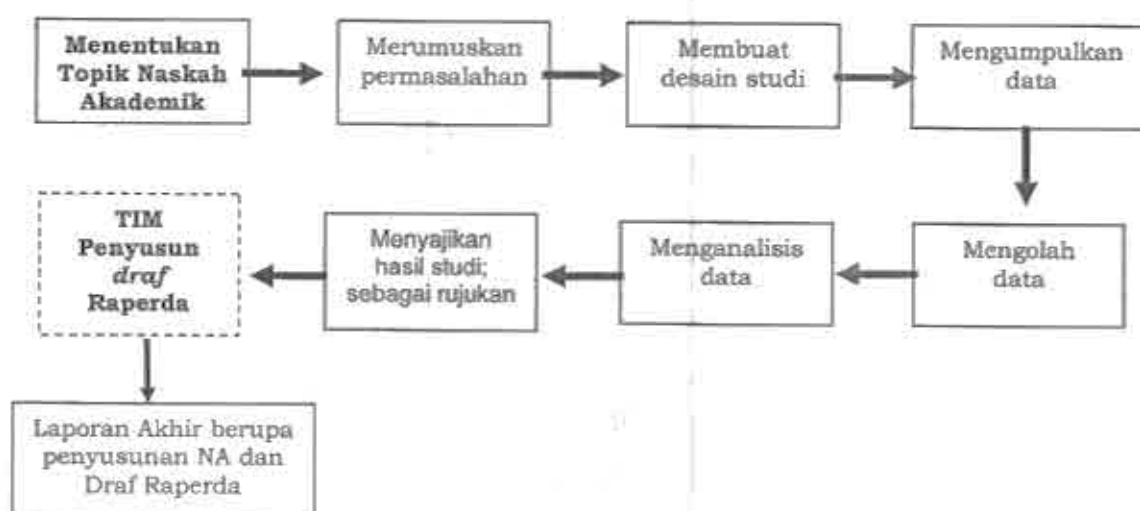 Menentukan
Topik Naskah
Akademik
Merumuskan
permasalahan
Membuat
desain studi
Mengumpulkan
data
Mengolah
data
Menganalisis
data
Menyajikan
hasil studi;
sebagai rujukan
TIM
Penyusun
draf
Raperda
Laporan Akhir berupa
penyusunan NA dan
Draf Raperda